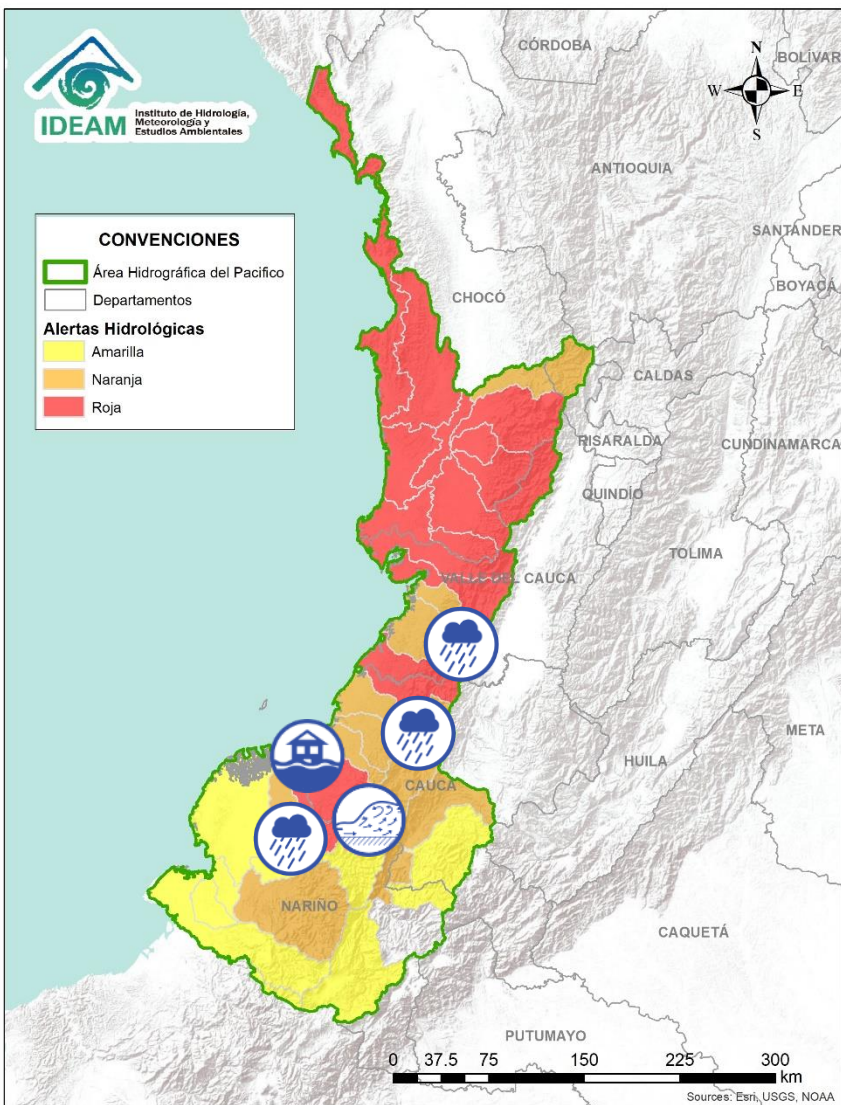 IDEAM
Instituto de Hidrología,
Meteorología y
Estudios Ambientales
N
W
E
S
CÓRDOBA
BOLÍVAR
ANTIOQUIA
SANTÁNDER
BOYACÁ
CHOCÓ
CALDAS
RISARALDA
CUNDINAMARCA
QUINDÍO
TOLIMA
VALLE DEL CAUCA
META
HUILA
CAUCA
NARIÑO
CAQUETÁ
PUTUMAYO
CONVENCIONES
Área Hidrográfica del Pacifico
Departamentos
Alertas Hidrológicas
Amarilla
Naranja
Roja
0 37.5 75 150 225 300
km
Sources: Esri, USGS, NOAA